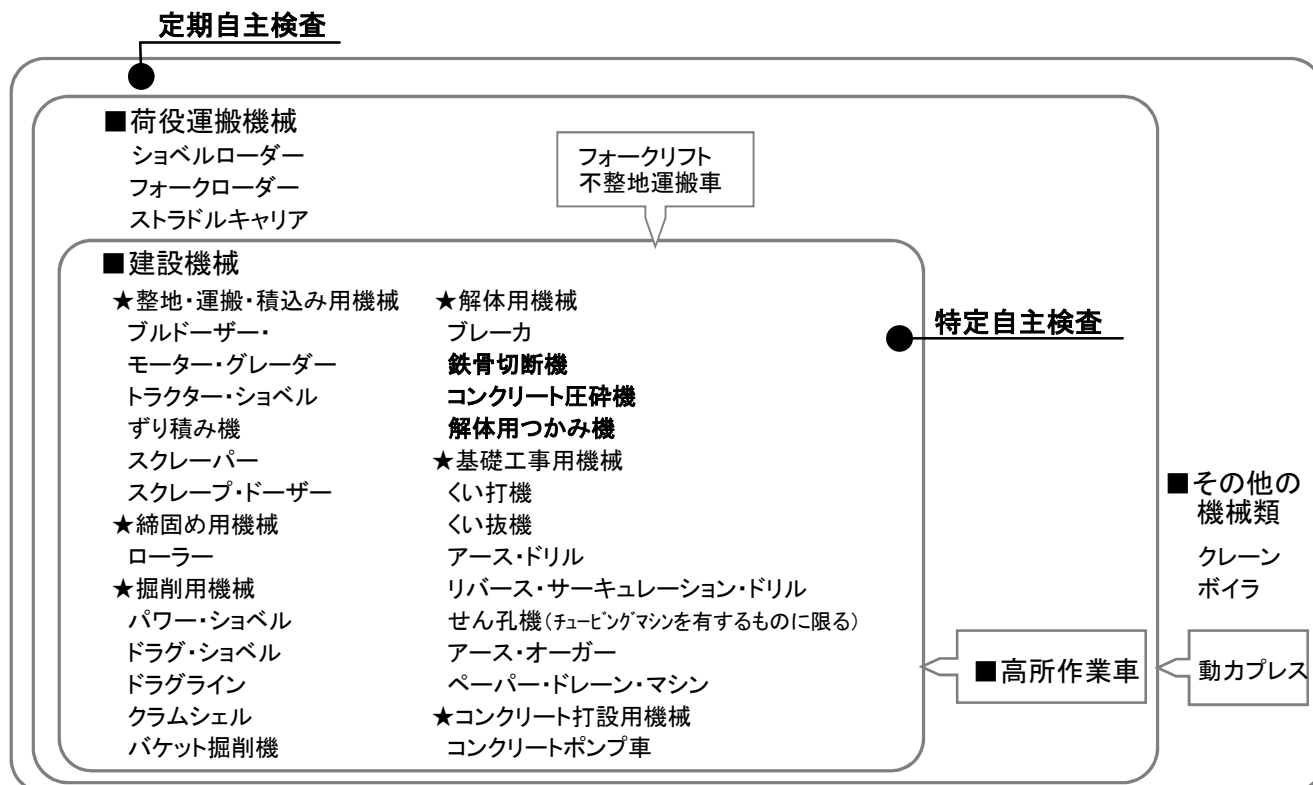 定期自主検査
■荷役運搬機械
ショベルローダー
フォークローダー
ストラドルキャリア
フォークリフト
不整地運搬車
■建設機械
★整地・運搬・積込み用機械
ブルドーザー・
モーター・グレーダー
トラクター・ショベル
ずり積み機
スクレーパー
スクレープ・ドーザー
★締固め用機械
ローラー
★掘削用機械
パワー・ショベル
ドラグ・ショベル
ドラグライン
クラムシェル
バケット掘削機
★解体用機械
ブレーカ
鉄骨切断機
コンクリート圧砕機
解体用つかみ機
★基礎工事用機械
くい打機
くい抜機
アース・ドリル
リバース・サーキュレーション・ドリル
せん孔機(ﾁｭｰﾋﾞﾝｸﾞﾏｼﾝを有するものに限る)
アース・オーガー
ペーパー・ドレーン・マシン
★コンクリート打設用機械
コンクリートポンプ車
特定自主検査
■高所作業車
■その他の
機械類
クレーン
ボイラ
動力プレス